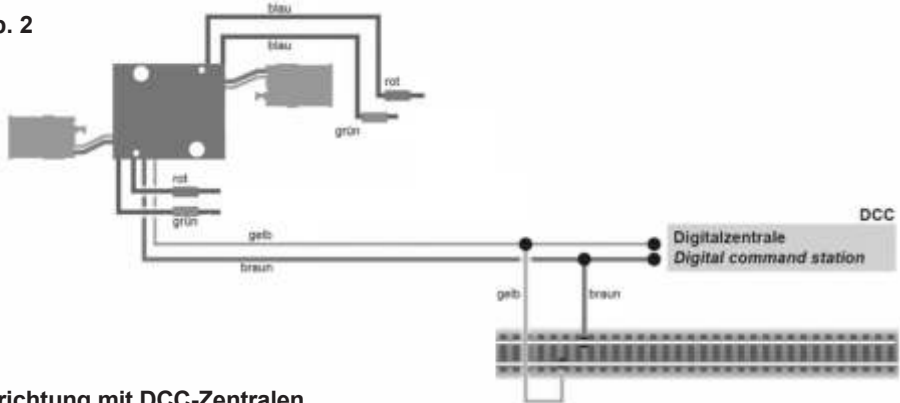 b. 2
blau
blau
rot
grün
rot
grün
gelb
braun
DCC
Digitalzentrale
Digital command station
gelb
braun
richtung mit DCC-Zentralen